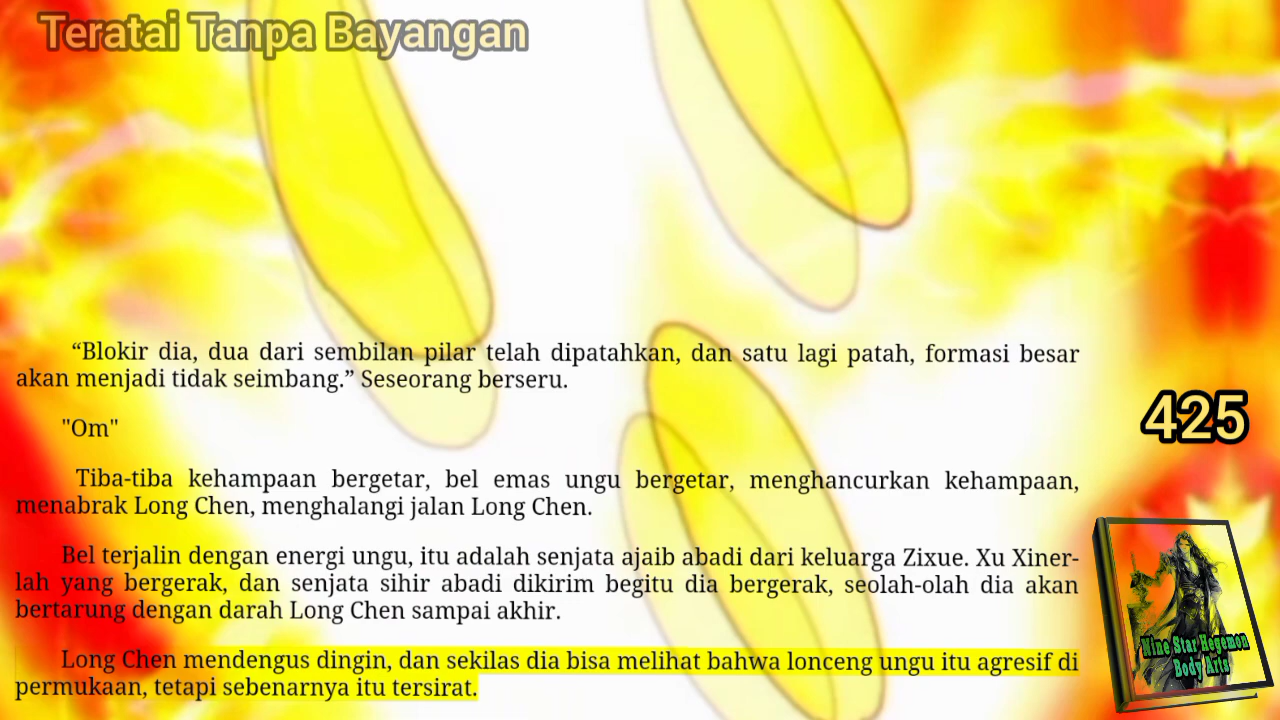 Teratai Tanpa Bayangan
“Blokir dia, dua dari sembilan pilar telah dipatahkan, dan satu lagi patah, formasi besar
akan menjadi tidak seimbang.” Seseorang berseru.
"Om"
Tiba-tiba kehampaan bergetar, bel emas ungu bergetar, menghancurkan kehampaan,
menabrak Long Chen, menghalangi jalan Long Chen.
Bel terjalin dengan energi ungu, itu adalah senjata ajaib abadi dari keluarga Zixue. Xu Xiner-
lah yang bergerak, dan senjata sihir abadi dikirim begitu dia bergerak, seolah-olah dia akan
bertarung dengan darah Long Chen sampai akhir.
Long Chen mendengus dingin, dan sekilas dia bisa melihat bahwa lonceng ungu itu agresif di
permukaan, tetapi sebenarnya itu tersirat.
425
Nine Star Hegemon
Body Arts